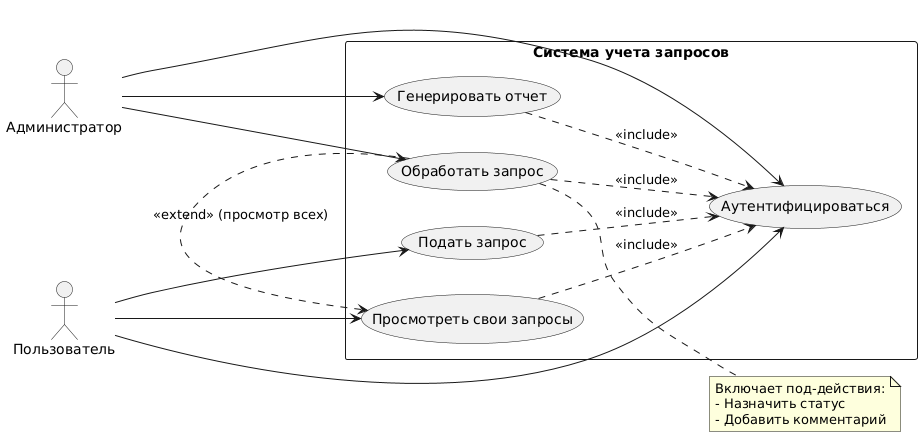 Система учета запросов
Администратор
Генерировать отчет
«include»
Обработать запрос
«include»
Аутентифицироваться
«extend» (просмотр всех)
«include»
Подать запрос
«include»
Пользователь
Просмотреть свои запросы
Включает под-действия:
- Назначить статус
- Добавить комментарий